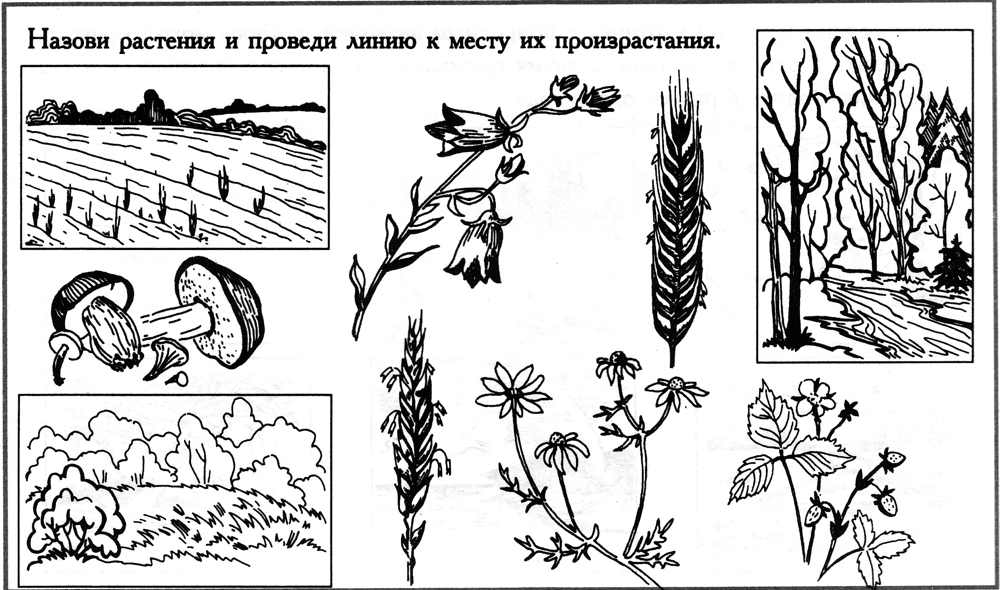 Назови растения и проведи линию к месту их произрастания.